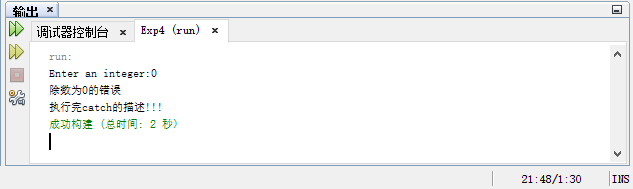 输出 ×
调试器控制台 × Exp4 (run) ×
run:
Enter an integer:0
除数为0的错误
执行完catch的描述!!!
成功构建 (总时间: 2 秒)
21:48/1:30 INS